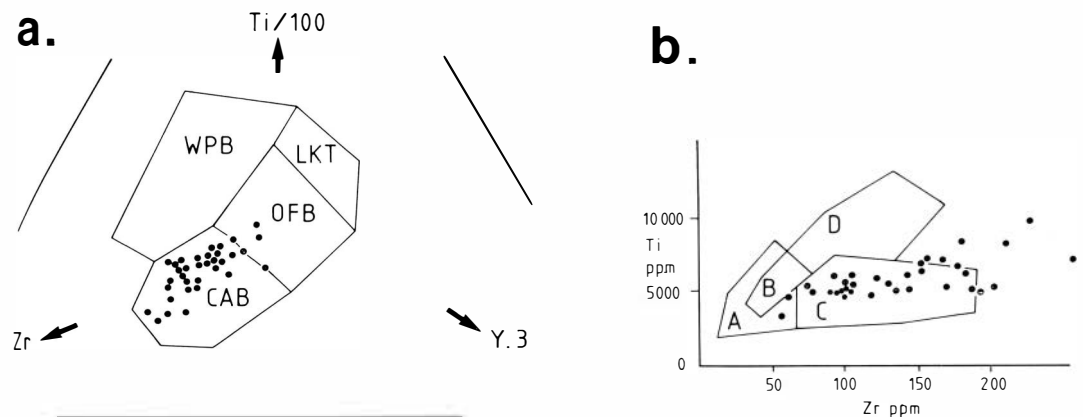 a.
Ti/100
WPB
LKT
OFB
CAB
Zr
Y.3
b.
10 000
Ti
ppm
5000
0
D
B
A
C
50
100
150
200
Zr ppm